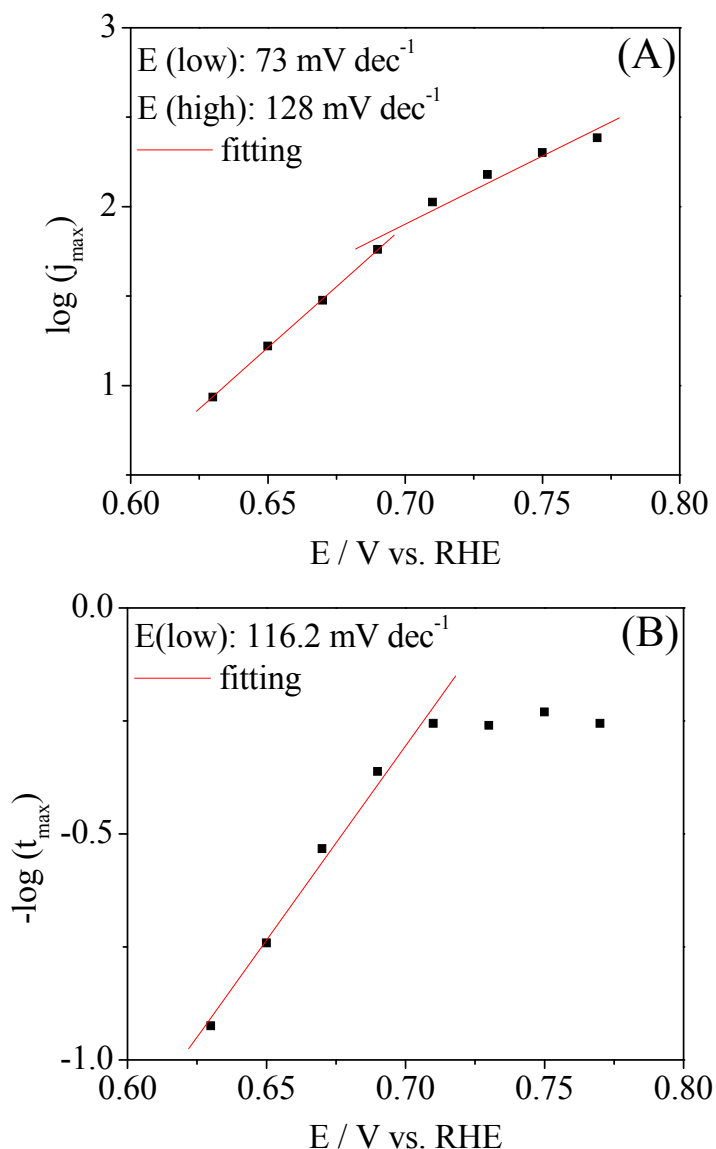 (A)
E (low): 73 mV dec⁻¹
E (high): 128 mV dec⁻¹
fitting
3
2
1
log (j_max)
0.60 0.65 0.70 0.75 0.80
E / V vs. RHE
(B)
E(low): 116.2 mV dec⁻¹
fitting
0.0
-0.5
-1.0
-log (t_max)
0.60 0.65 0.70 0.75 0.80
E / V vs. RHE